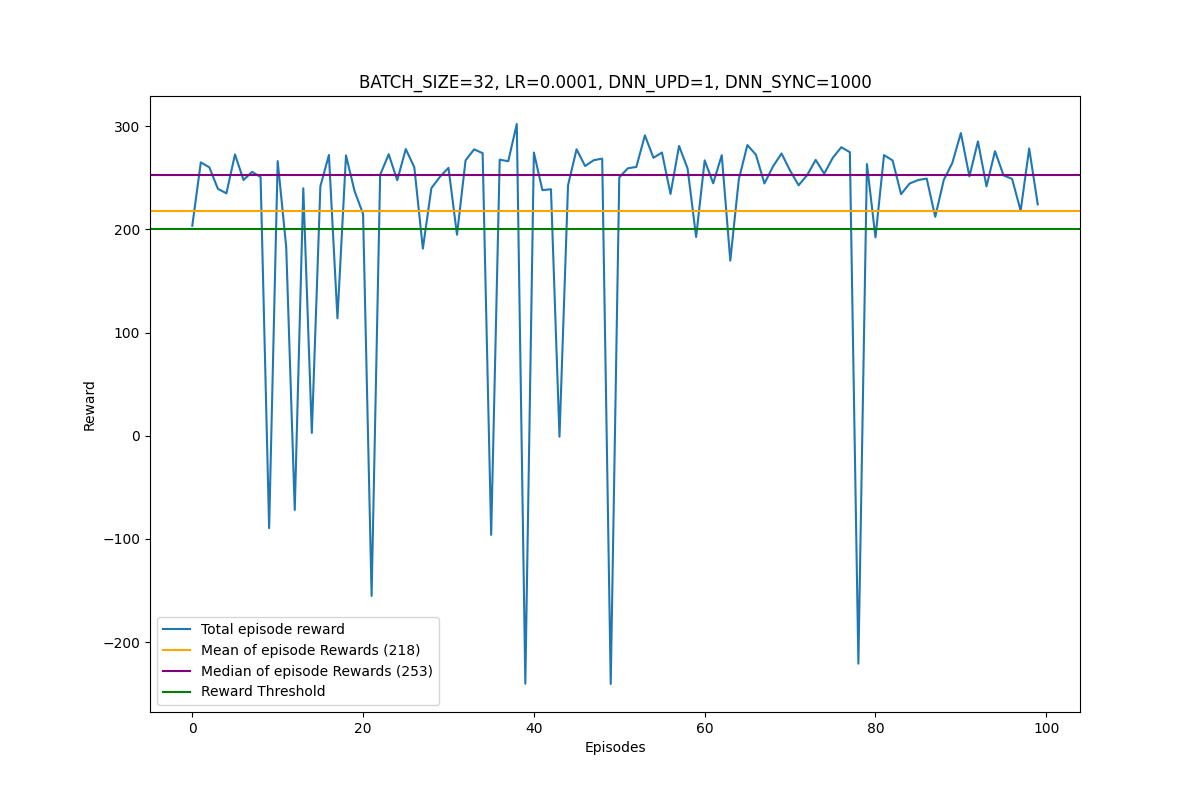 BATCH_SIZE=32, LR=0.0001, DNN_UPD=1, DNN_SYNC=1000
300
200
100
0
−100
−200
Reward
Total episode reward
Mean of episode Rewards (218)
Median of episode Rewards (253)
Reward Threshold
0 20 40 60 80 100
Episodes